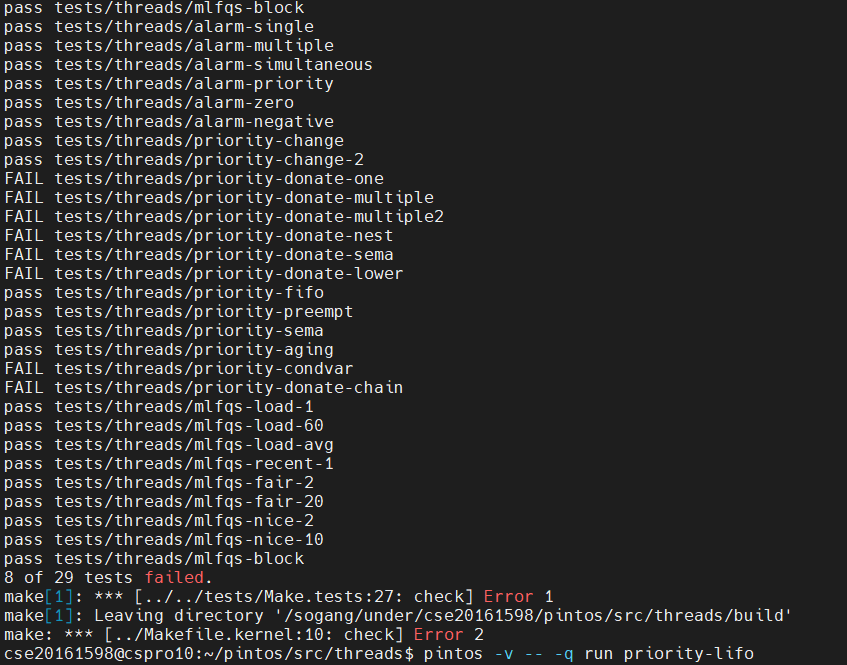 pass tests/threads/mlfqs-block
pass tests/threads/alarm-single
pass tests/threads/alarm-multiple
pass tests/threads/alarm-simultaneous
pass tests/threads/alarm-priority
pass tests/threads/alarm-zero
pass tests/threads/alarm-negative
pass tests/threads/priority-change
pass tests/threads/priority-change-2
FAIL tests/threads/priority-donate-one
FAIL tests/threads/priority-donate-multiple
FAIL tests/threads/priority-donate-multiple2
FAIL tests/threads/priority-donate-nest
FAIL tests/threads/priority-donate-sema
FAIL tests/threads/priority-donate-lower
pass tests/threads/priority-fifo
pass tests/threads/priority-preempt
pass tests/threads/priority-sema
pass tests/threads/priority-aging
FAIL tests/threads/priority-condvar
FAIL tests/threads/priority-donate-chain
pass tests/threads/mlfqs-load-1
pass tests/threads/mlfqs-load-60
pass tests/threads/mlfqs-load-avg
pass tests/threads/mlfqs-recent-1
pass tests/threads/mlfqs-fair-2
pass tests/threads/mlfqs-fair-20
pass tests/threads/mlfqs-nice-2
pass tests/threads/mlfqs-nice-10
pass tests/threads/mlfqs-block
8 of 29 tests failed.
make[1]: *** [../../tests/Make.tests:27: check] Error 1
make[1]: Leaving directory '/sogang/under/cse20161598/pintos/src/threads/build'
make: *** [../Makefile.kernel:10: check] Error 2
cse20161598@cspro10:~/pintos/src/threads$ pintos -v -- -q run priority-lifo